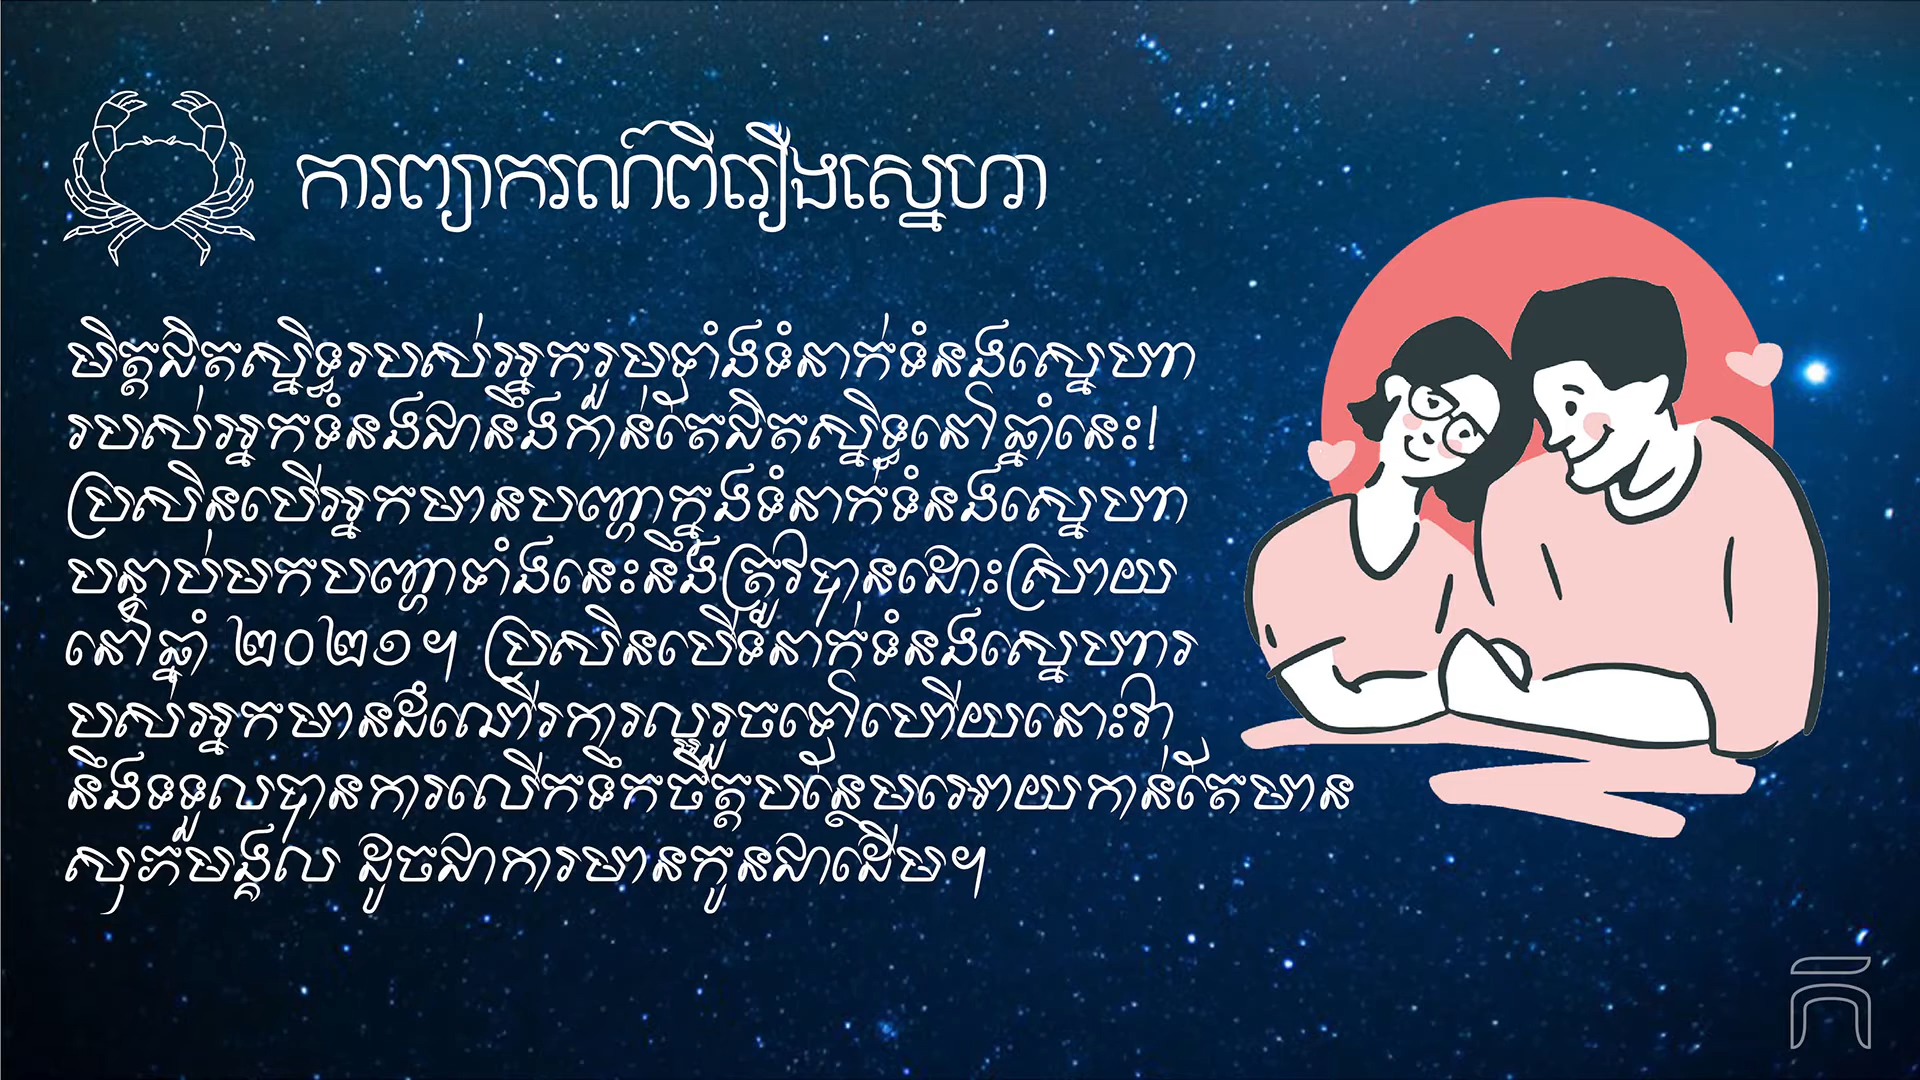 ការព្យាករណ៍ពីរឿងស្នេហា
មិត្តជិតស្និទ្ធរបស់អ្នករួមទាំងទំនាក់ទំនងស្នេហា
របស់អ្នកទំនងជានឹងកាន់តែជិតស្និទ្ធនៅឆ្នាំនេះ!
ប្រសិនបើអ្នកមានបញ្ហាក្នុងទំនាក់ទំនងស្នេហា
បន្ទាប់មកបញ្ហាទាំងនេះនឹងត្រូវបានដោះស្រាយ
នៅឆ្នាំ ២០២១។ ប្រសិនបើទំនាក់ទំនងស្នេហារ
បស់អ្នកមានដំណើរការល្អរួចទៅហើយនោះវា
នឹងទទួលបានការលើកទឹកចិត្តបន្ថែមអោយកាន់តែមាន
សុភមង្គល ដូចជាការមានកូនជាដើម។